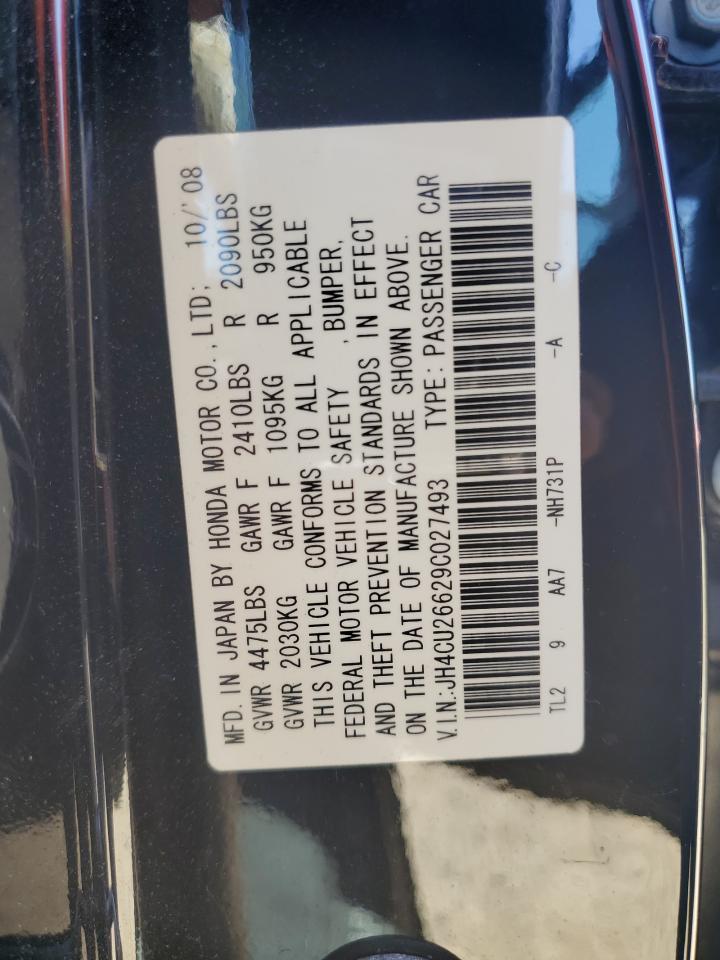 MFD. IN JAPAN BY HONDA MOTOR CO., LTD; 10/'08
GVWR 4475LBS GAWR F 2410LBS R 2090LBS
GVWR 2030KG GAWR F 1095KG R 950KG
THIS VEHICLE CONFORMS TO ALL APPLICABLE
FEDERAL MOTOR VEHICLE SAFETY ,BUMPER,
AND THEFT PREVENTION STANDARDS IN EFFECT
ON THE DATE OF MANUFACTURE SHOWN ABOVE.
V.I.N.:JH4CU26629C027493 TYPE:PASSENGER CAR
TL2 9 AA7 -NH731P -A -C